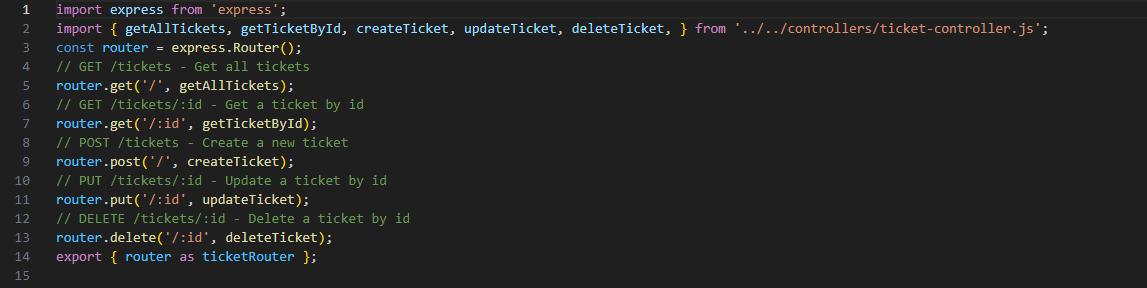 1 import express from 'express';
2 import { getAllTickets, getTicketById, createTicket, updateTicket, deleteTicket, } from '../../controllers/ticket-controller.js';
3 const router = express.Router();
4 // GET /tickets - Get all tickets
5 router.get('/', getAllTickets);
6 // GET /tickets/:id - Get a ticket by id
7 router.get('/:id', getTicketById);
8 // POST /tickets - Create a new ticket
9 router.post('/', createTicket);
10 // PUT /tickets/:id - Update a ticket by id
11 router.put('/:id', updateTicket);
12 // DELETE /tickets/:id - Delete a ticket by id
13 router.delete('/:id', deleteTicket);
14 export { router as ticketRouter };
15